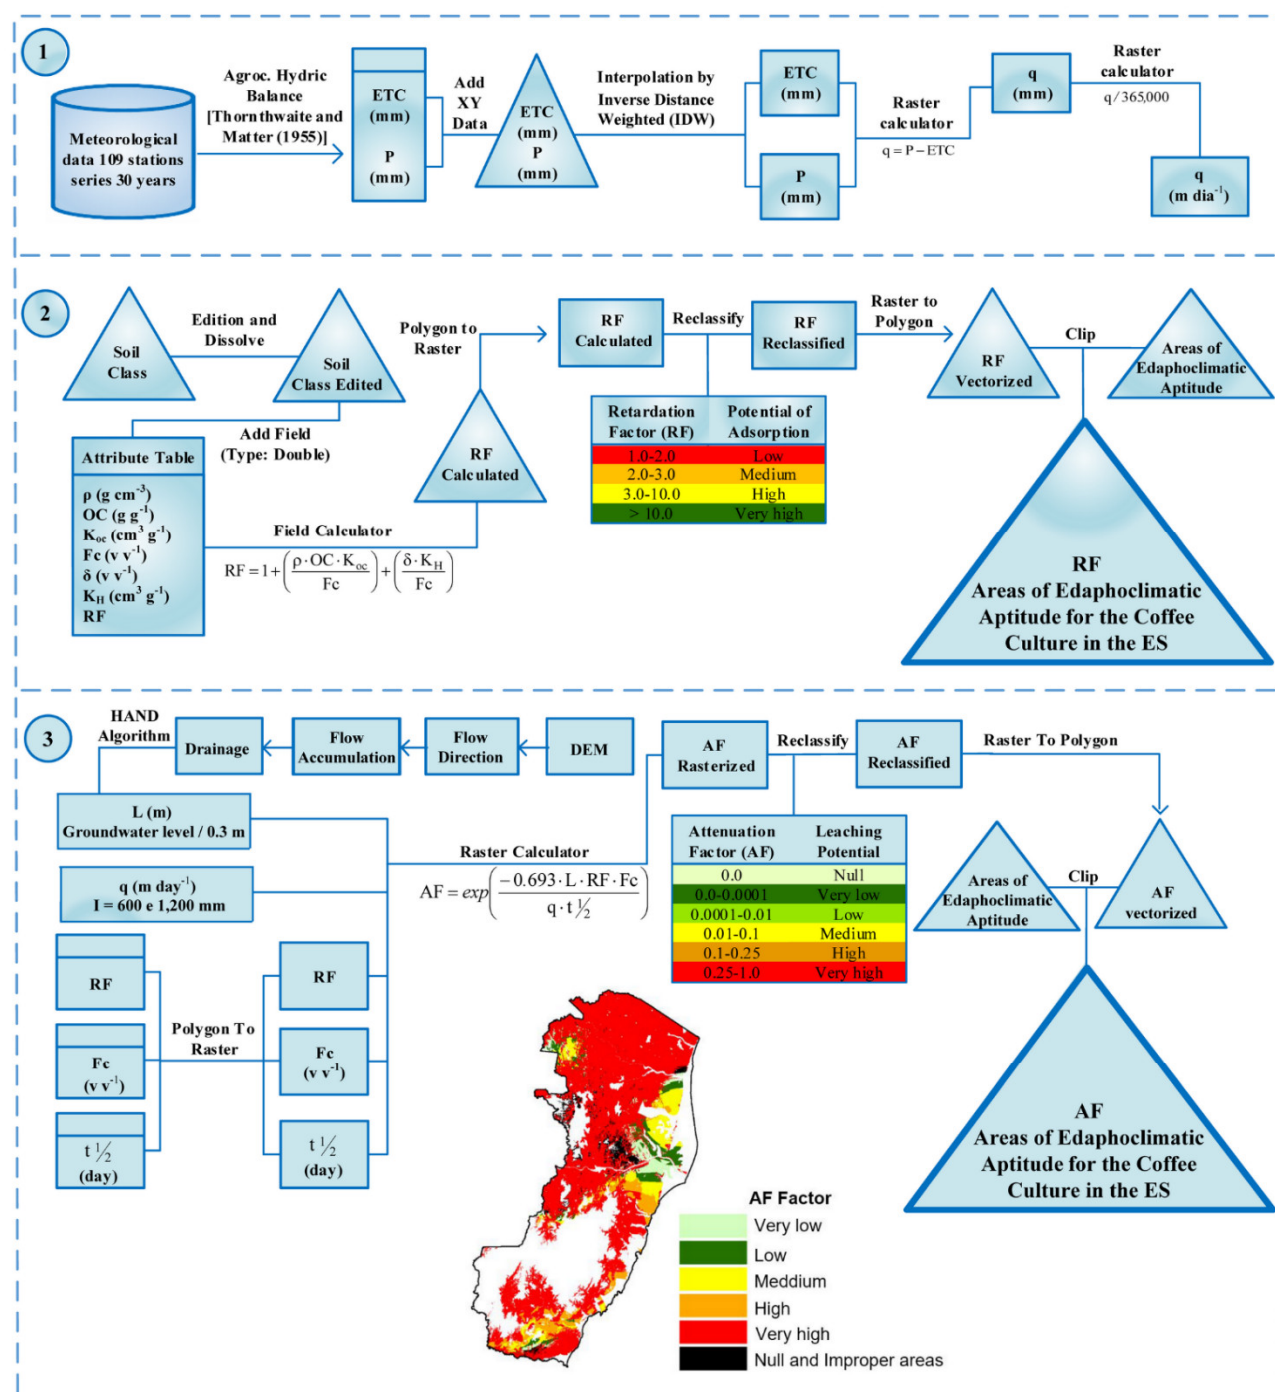 1
Meteorological
data 109 stations
series 30 years
Agroc. Hydric
Balance
[Thornthwaite and
Matter (1955)]
ETC
(mm)
P
(mm)
Add
XY
Data
ETC
(mm)
P
(mm)
Interpolation by
Inverse Distance
Weighted (IDW)
ETC
(mm)
P
(mm)
Raster
calculator
q = P − ETC
q
(mm)
Raster
calculator
q/365,000
q
(m dia⁻¹)
2
Soil
Class
Edition and
Dissolve
Soil
Class Edited
Add Field
(Type: Double)
Attribute Table
ρ (g cm⁻³)
OC (g g⁻¹)
Koc (cm³ g⁻¹)
Fc (v v⁻¹)
δ (v v⁻¹)
KH (cm³ g⁻¹)
RF
Field Calculator
RF = 1 + (ρ·OC·Koc / Fc) + (δ·KH / Fc)
RF
Calculated
Polygon to
Raster
RF
Calculated
Reclassify
RF
Reclassified
Retardation Factor (RF) Potential of Adsorption
1.0-2.0 Low
2.0-3.0 Medium
3.0-10.0 High
> 10.0 Very high
Raster to
Polygon
RF
Vectorized
Clip
Areas of
Edaphoclimatic
Aptitude
RF
Areas of Edaphoclimatic
Aptitude for the Coffee
Culture in the ES
3
HAND
Algorithm
Drainage
Flow
Accumulation
Flow
Direction
DEM
L (m)
Groundwater level / 0.3 m
q (m day⁻¹)
I = 600 e 1,200 mm
RF
Fc
(v v⁻¹)
t ½
(day)
Polygon To
Raster
RF
Fc
(v v⁻¹)
t ½
(day)
Raster Calculator
AF = exp(−0.693·L·RF·Fc / q·t ½)
AF
Rasterized
Reclassify
AF
Reclassified
Attenuation Factor (AF) Leaching Potential
0.0 Null
0.0-0.0001 Very low
0.0001-0.01 Low
0.01-0.1 Medium
0.1-0.25 High
0.25-1.0 Very high
Raster To Polygon
Areas of
Edaphoclimatic
Aptitude
Clip
AF
vectorized
AF
Areas of Edaphoclimatic
Aptitude for the Coffee
Culture in the ES
AF Factor
Very low
Low
Meddium
High
Very high
Null and Improper areas